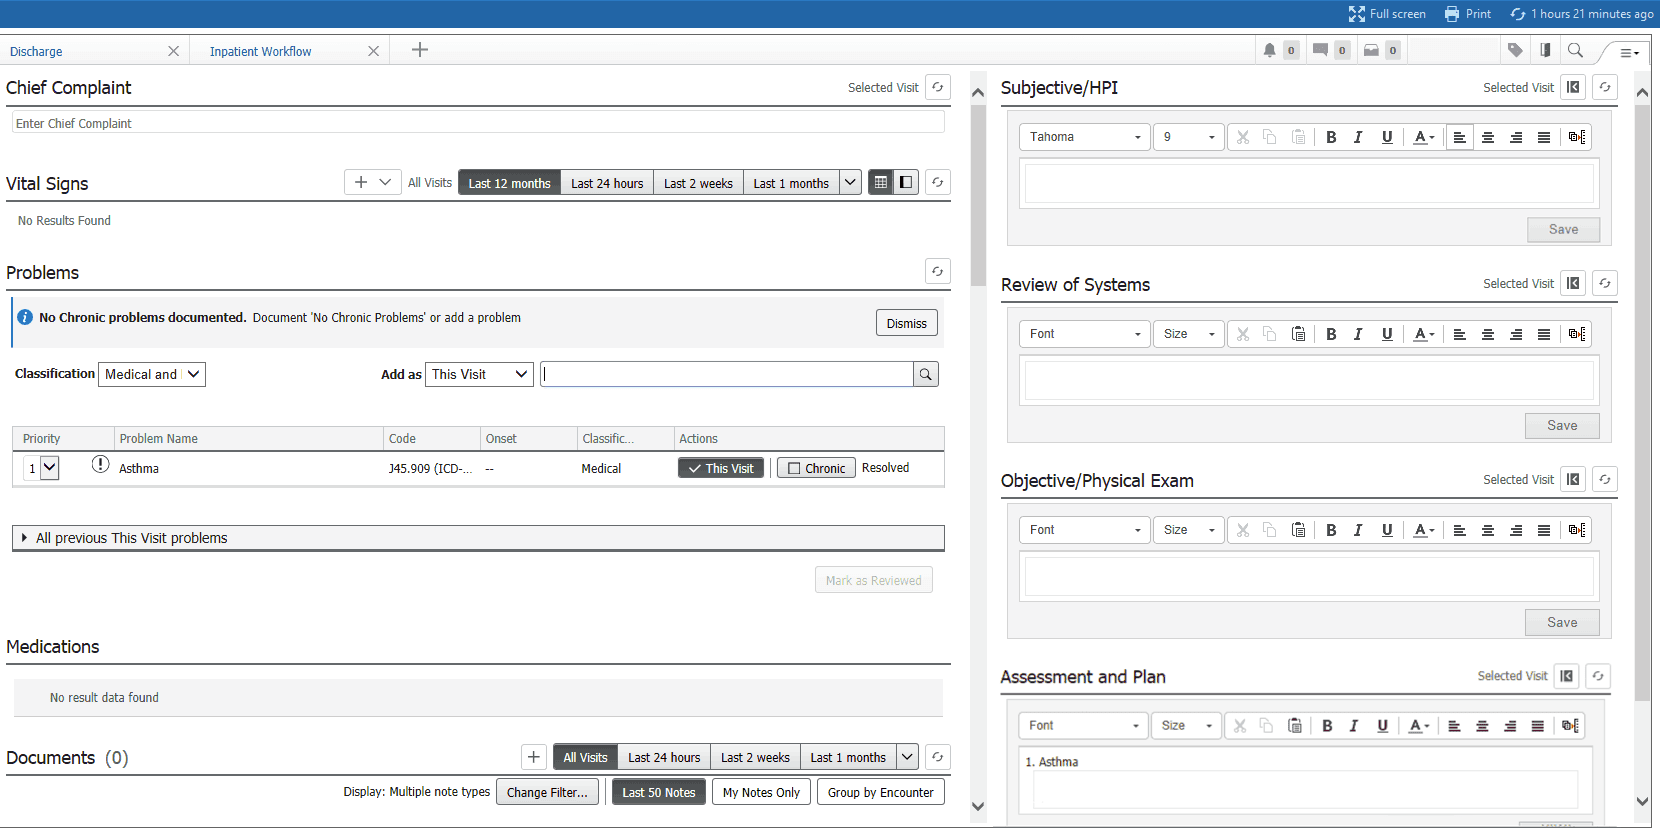 Full screen Print 1 hours 21 minutes ago
Discharge Inpatient Workflow 0 0 0
Chief Complaint Selected Visit
Enter Chief Complaint
Vital Signs All Visits Last 12 months Last 24 hours Last 2 weeks Last 1 months
No Results Found
Problems
No Chronic problems documented. Document 'No Chronic Problems' or add a problem Dismiss
Classification Medical and Add as This Visit
Priority Problem Name Code Onset Classific... Actions
1 Asthma J45.909 (ICD-... -- Medical This Visit Chronic Resolved
All previous This Visit problems
Mark as Reviewed
Medications
No result data found
Documents (0) All Visits Last 24 hours Last 2 weeks Last 1 months
Display: Multiple note types Change Filter... Last 50 Notes My Notes Only Group by Encounter
Subjective/HPI Selected Visit
Tahoma 9 B I U A
Save
Review of Systems Selected Visit
Font Size B I U A
Save
Objective/Physical Exam Selected Visit
Font Size B I U A
Save
Assessment and Plan Selected Visit
Font Size B I U A
1. Asthma